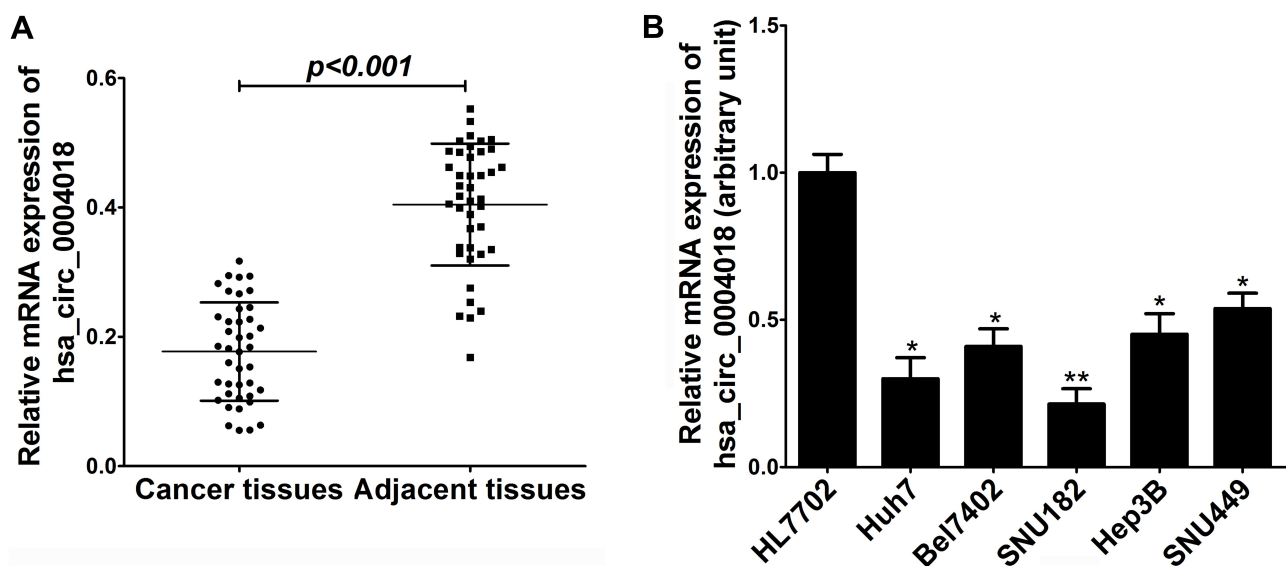 A
Relative mRNA expression of
hsa_circ_0004018
0.6
0.4
0.2
0.0
p<0.001
Cancer tissues
Adjacent tissues
B
Relative mRNA expression of
hsa_circ_0004018 (arbitrary unit)
1.5
1.0
0.5
0.0
*
*
**
*
*
HL7702
Huh7
Bel7402
SNU182
Hep3B
SNU449